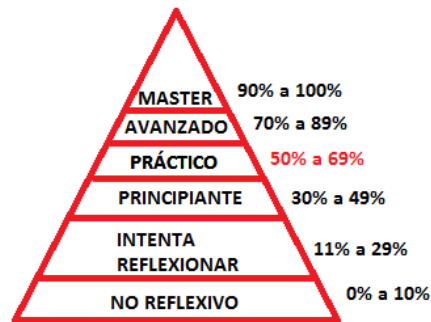 MASTER 90% a 100%
AVANZADO 70% a 89%
PRÁCTICO 50% a 69%
PRINCIPIANTE 30% a 49%
INTENTA
REFLEXIONAR 11% a 29%
NO REFLEXIVO 0% a 10%